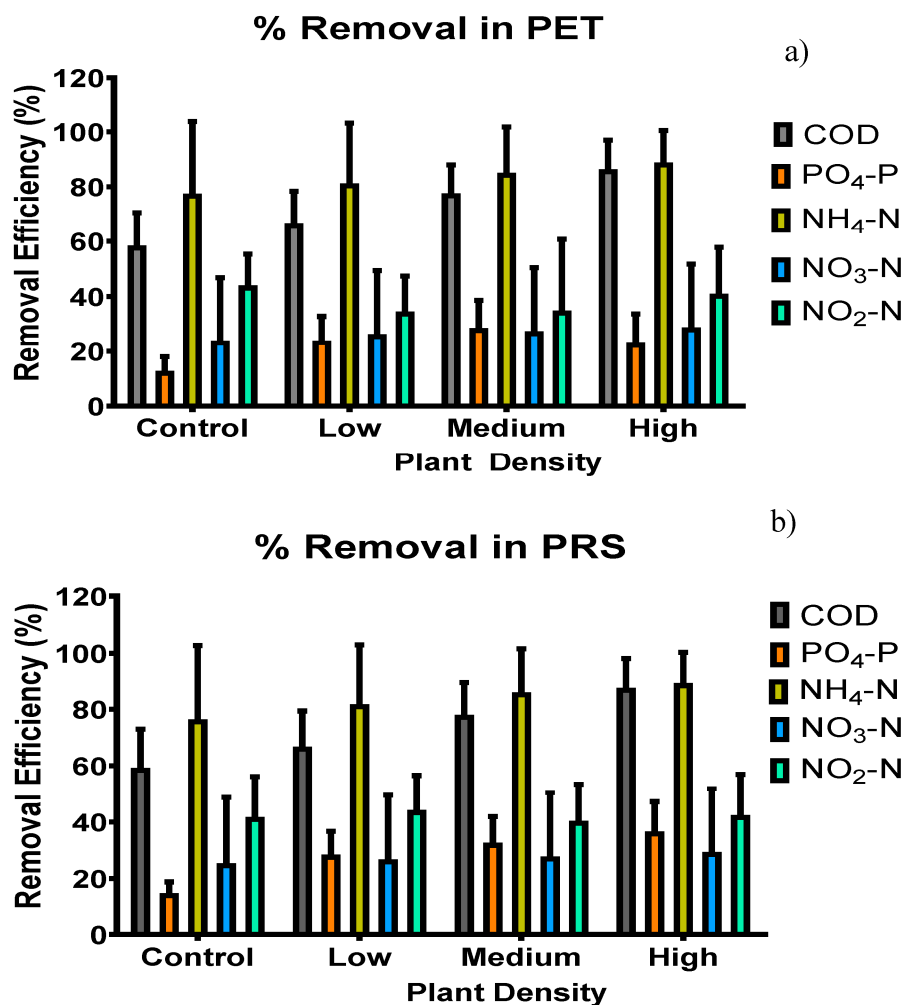 % Removal in PET
a)
Removal Efficiency (%)
120
100
80
60
40
20
0
Control Low Medium High
Plant Density
COD
PO₄-P
NH₄-N
NO₃-N
NO₂-N
b)
% Removal in PRS
Removal Efficiency (%)
120
100
80
60
40
20
0
Control Low Medium High
Plant Density
COD
PO₄-P
NH₄-N
NO₃-N
NO₂-N